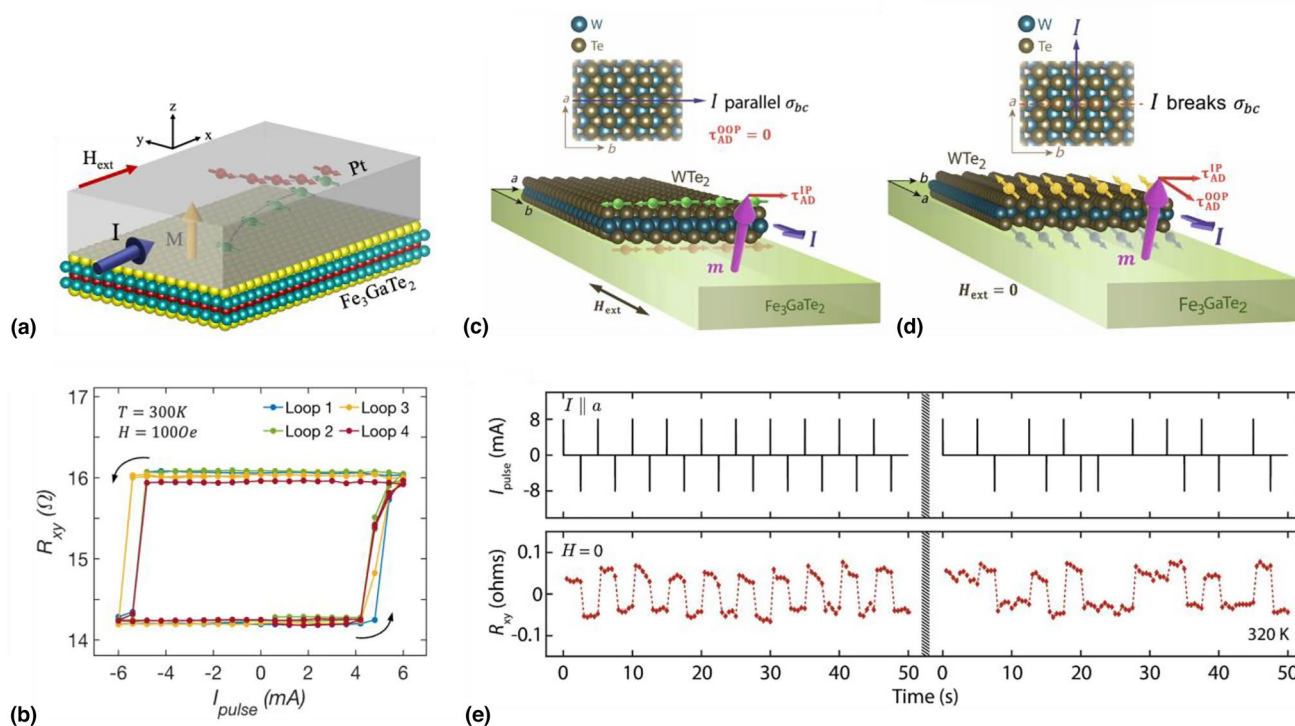 z
y
x
H_ext
Pt
I
M
Fe₃GaTe₂
(a)
W
Te
I parallel σ_bc
τ_AD^OOP = 0
a
b
WTe₂
a
b
τ_AD^IP
I
m
H_ext
Fe₃GaTe₂
(c)
W
Te
I
I breaks σ_bc
a
b
WTe₂
b
a
τ_AD^IP
τ_AD^OOP
I
m
H_ext = 0
Fe₃GaTe₂
(d)
17
16
15
14
R_xy (Ω)
T = 300K
H = 100Oe
Loop 1
Loop 3
Loop 2
Loop 4
-6 -4 -2 0 2 4 6
I_pulse (mA)
(b)
I ∥ a
8
0
-8
I_pulse (mA)
H = 0
0.1
0
-0.1
R_xy (ohms)
320 K
0 10 20 30 40 50 0 10 20 30 40 50
Time (s)
(e)